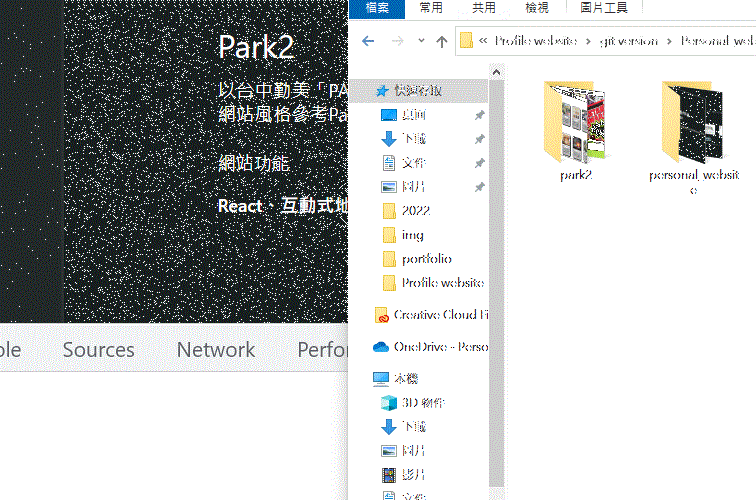 Park2
以台中勤美「PA
網站風格參考Pa
網站功能
React、互動式地
ole Sources Network Perfor
檔案 常用 共用 檢視 圖片工具
« Profile website > git version > Personal_web
快速存取
桌面
下載
文件
圖片
2022
img
portfolio
Profile website
Creative Cloud Fi
OneDrive - Perso
本機
3D 物件
下載
圖片
影片
文件
park2
personal_websit
e